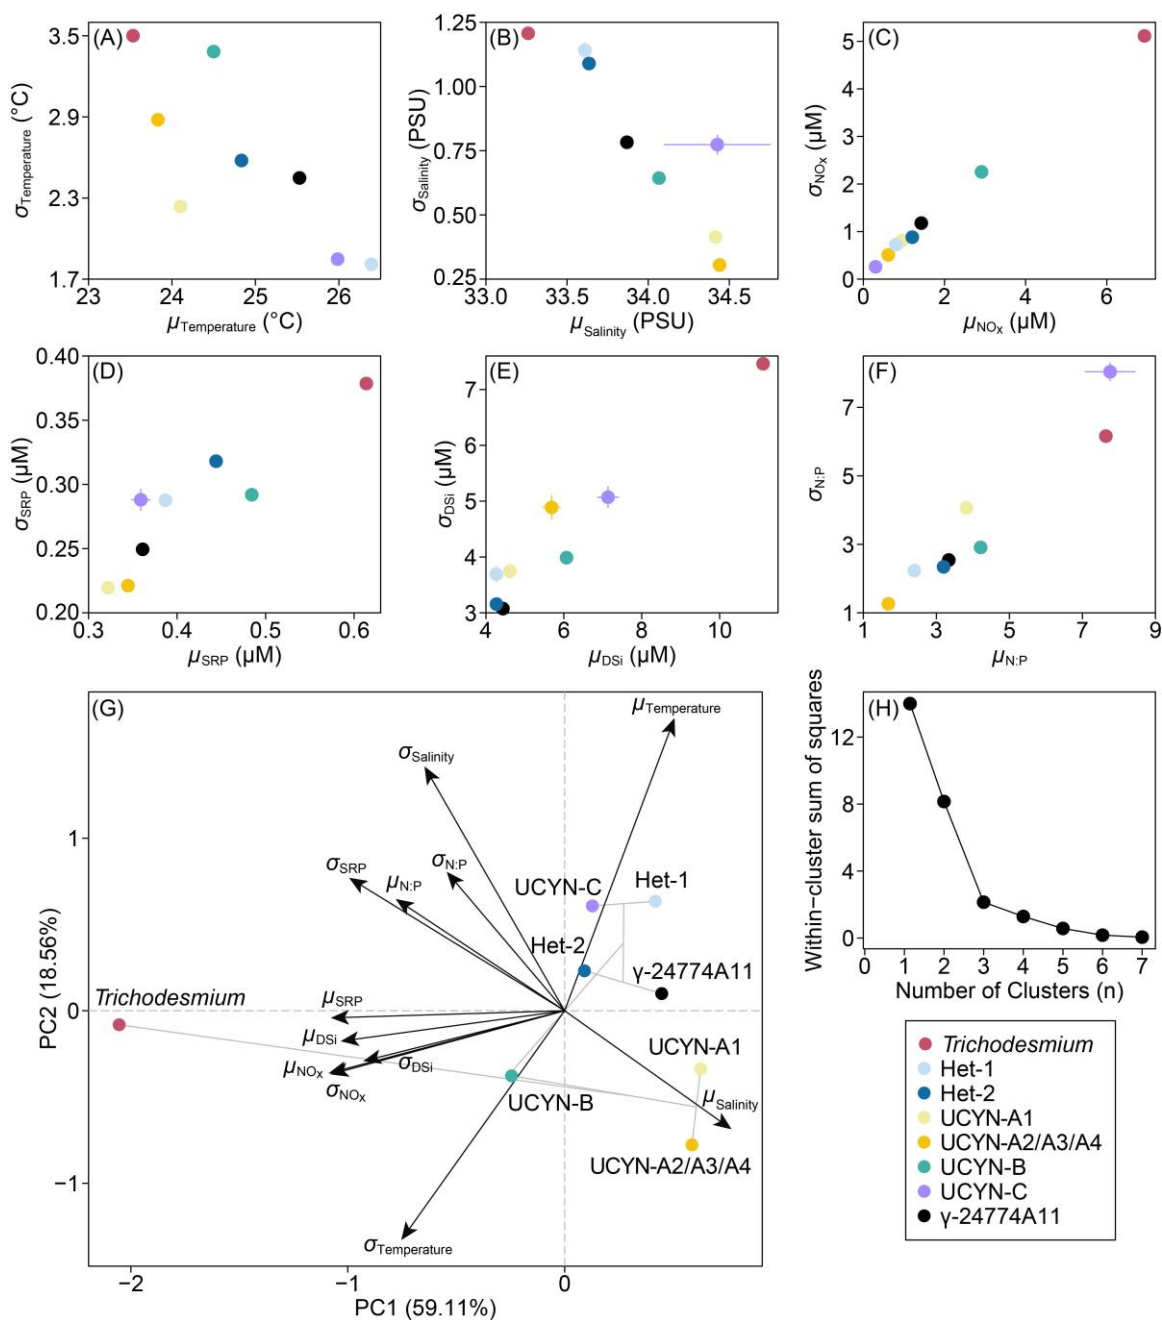 (A)
3.5
2.9
2.3
1.7
σTemperature (°C)
23
24
25
26
μTemperature (°C)
(B)
1.25
1.00
0.75
0.50
0.25
σSalinity (PSU)
33.0
33.5
34.0
34.5
μSalinity (PSU)
(C)
5
4
3
2
1
0
σNOx (μM)
0
2
4
6
μNOx (μM)
(D)
0.40
0.35
0.30
0.25
0.20
σSRP (μM)
0.3
0.4
0.5
0.6
μSRP (μM)
(E)
7
6
5
4
3
σDSi (μM)
4
6
8
10
μDSi (μM)
(F)
7
5
3
1
σN:P
1
3
5
7
9
μN:P
(G)
μTemperature
σSalinity
σSRP
μN:P
σN:P
UCYN-C
Het-1
Het-2
γ-24774A11
Trichodesmium
μSRP
μDSi
μNOx
σDSi
σNOx
UCYN-A1
UCYN-B
μSalinity
UCYN-A2/A3/A4
σTemperature
1
0
−1
PC2 (18.56%)
−2
−1
0
PC1 (59.11%)
(H)
12
8
4
0
Within−cluster sum of squares
0
1
2
3
4
5
6
7
Number of Clusters (n)
Trichodesmium
Het-1
Het-2
UCYN-A1
UCYN-A2/A3/A4
UCYN-B
UCYN-C
γ-24774A11